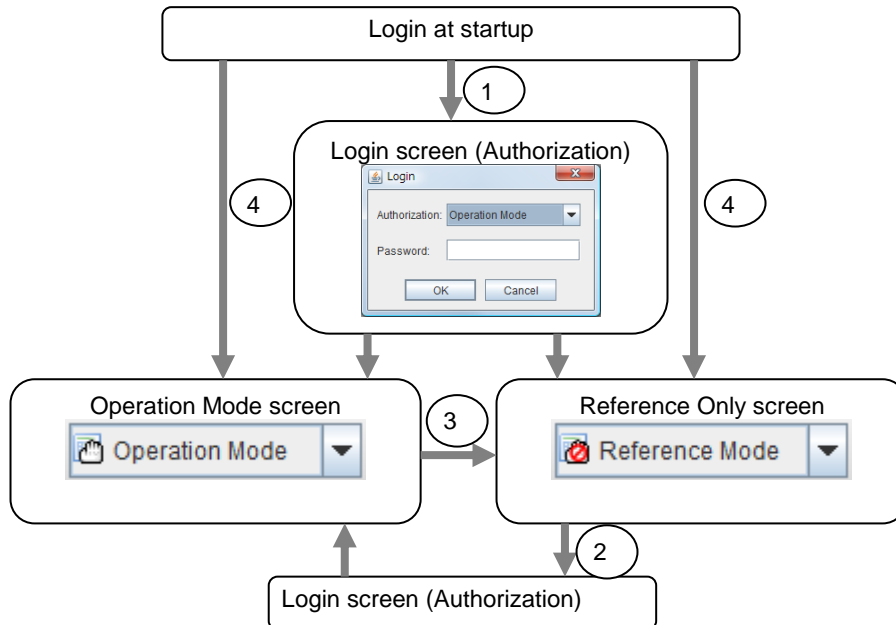 Login at startup
1
Login screen (Authorization)
Login
Authorization: Operation Mode
Password:
OK Cancel
4
4
Operation Mode screen
Operation Mode
3
Reference Only screen
Reference Mode
2
Login screen (Authorization)